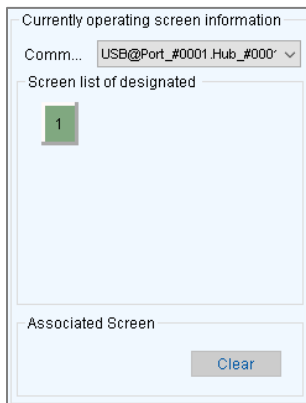 Currently operating screen information
Comm... USB@Port_#0001.Hub_#000
Screen list of designated
1
Associated Screen
Clear